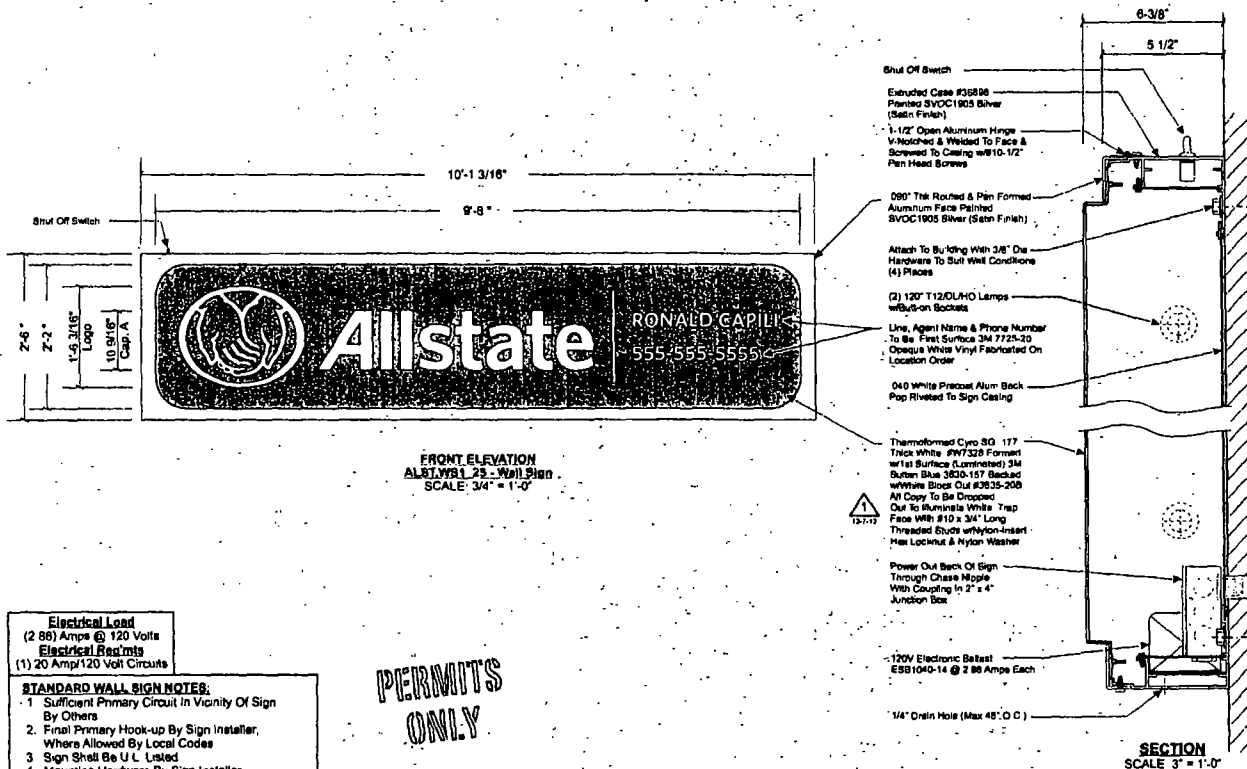 6-3/8"
5 1/2"
Shut Off Switch
Extruded Case #36898
Painted SVOC1905 Silver
(Satin Finish)
1-1/2" Open Aluminum Hinge
V-Notched & Welded To Face &
Screwed To Casing w/#10-1/2"
Pan Head Screws
.090" Thk Routed & Pan Formed
Aluminum Face Painted
SVOC1905 Silver (Satin Finish)
Attach To Building With 3/8" Dia
Hardware To Suit Wall Conditions
(4) Places
(2) 120" T12/DL/HO Lamps
w/Butt-on Sockets
Line, Agent Name & Phone Number
To Be First Surface 3M 7725-20
Opaque White Vinyl Fabricated On
Location Order
040 White Precoat Alum Back
Pop Riveted To Sign Casing
Thermoformed Cyro SG .177
Thick White #W7328 Formed
w/1st Surface (Laminated) 3M
Sultan Blue 3630-157 Backed
w/White Block Out #3635-20B
All Copy To Be Dropped
Out To Illuminate White Trap
Face With #10 x 3/4" Long
Threaded Studs w/Nylon-Insert
Hex Locknut & Nylon Washer
1
12-7-12
Power Out Back Of Sign
Through Chase Nipple
With Coupling In 2" x 4"
Junction Box
120V Electronic Ballast
ESB1040-14 @ 2 86 Amps Each
1/4" Drain Hole (Max 48" O C )
SECTION
SCALE 3" = 1'-0"
10'-1 3/16"
9'-8 "
Shut Off Switch
2'-6 "
2'-2 "
1'-6 3/16"
Logo
10 9/16"
Cap. A
Allstate
RONALD CAPILI
555-555-5555
FRONT ELEVATION
ALST.WS1_25 - Wall Sign
SCALE: 3/4" = 1'-0"
Electrical Load
(2 86) Amps @ 120 Volts
Electrical Req'mts
(1) 20 Amp/120 Volt Circuits
STANDARD WALL SIGN NOTES:
1 Sufficient Primary Circuit In Vicinity Of Sign
By Others
2. Final Primary Hook-up By Sign Installer,
Where Allowed By Local Codes
3 Sign Shall Be U L Listed
4 Mounting Hardware By Sign Installer
PERMITS
ONLY